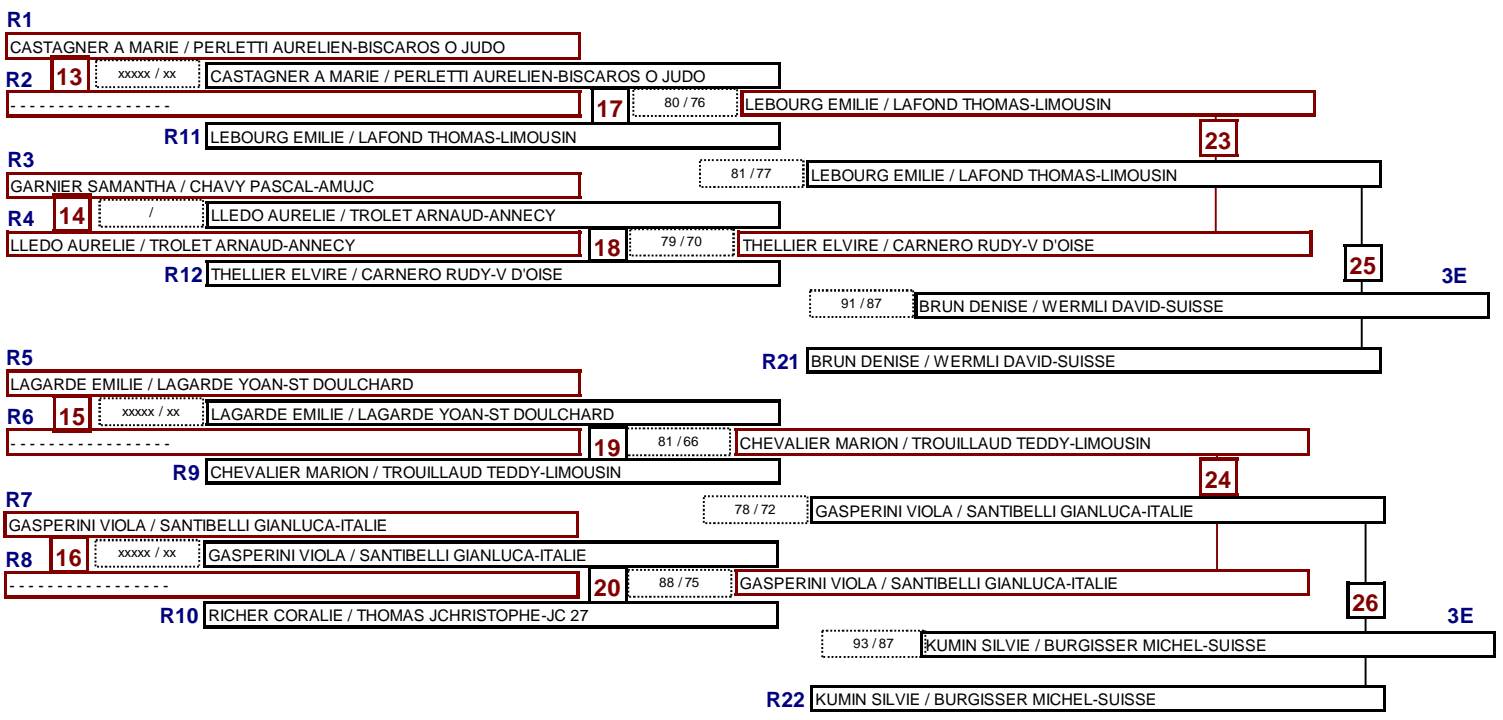 R1
CASTAGNER A MARIE / PERLETTI AURELIEN-BISCAROS O JUDO
R2 13 xxxxx / xx CASTAGNER A MARIE / PERLETTI AURELIEN-BISCAROS O JUDO
- - - - - - - - - - - - - - - - - 17 80 / 76 LEBOURG EMILIE / LAFOND THOMAS-LIMOUSIN
R11 LEBOURG EMILIE / LAFOND THOMAS-LIMOUSIN 23
R3
81 / 77 LEBOURG EMILIE / LAFOND THOMAS-LIMOUSIN
GARNIER SAMANTHA / CHAVY PASCAL-AMUJC
R4 14 / LLEDO AURELIE / TROLET ARNAUD-ANNECY
LLEDO AURELIE / TROLET ARNAUD-ANNECY 18 79 / 70 THELLIER ELVIRE / CARNERO RUDY-V D'OISE
R12 THELLIER ELVIRE / CARNERO RUDY-V D'OISE 25 3E
91 / 87 BRUN DENISE / WERMLI DAVID-SUISSE
R5
R21 BRUN DENISE / WERMLI DAVID-SUISSE
LAGARDE EMILIE / LAGARDE YOAN-ST DOULCHARD
R6 15 xxxxx / xx LAGARDE EMILIE / LAGARDE YOAN-ST DOULCHARD
- - - - - - - - - - - - - - - - - 19 81 / 66 CHEVALIER MARION / TROUILLAUD TEDDY-LIMOUSIN
R9 CHEVALIER MARION / TROUILLAUD TEDDY-LIMOUSIN 24
R7
78 / 72 GASPERINI VIOLA / SANTIBELLI GIANLUCA-ITALIE
GASPERINI VIOLA / SANTIBELLI GIANLUCA-ITALIE
R8 16 xxxxx / xx GASPERINI VIOLA / SANTIBELLI GIANLUCA-ITALIE
- - - - - - - - - - - - - - - - - 20 88 / 75 GASPERINI VIOLA / SANTIBELLI GIANLUCA-ITALIE
R10 RICHER CORALIE / THOMAS JCHRISTOPHE-JC 27 26 3E
93 / 87 KUMIN SILVIE / BURGISSER MICHEL-SUISSE
R22 KUMIN SILVIE / BURGISSER MICHEL-SUISSE